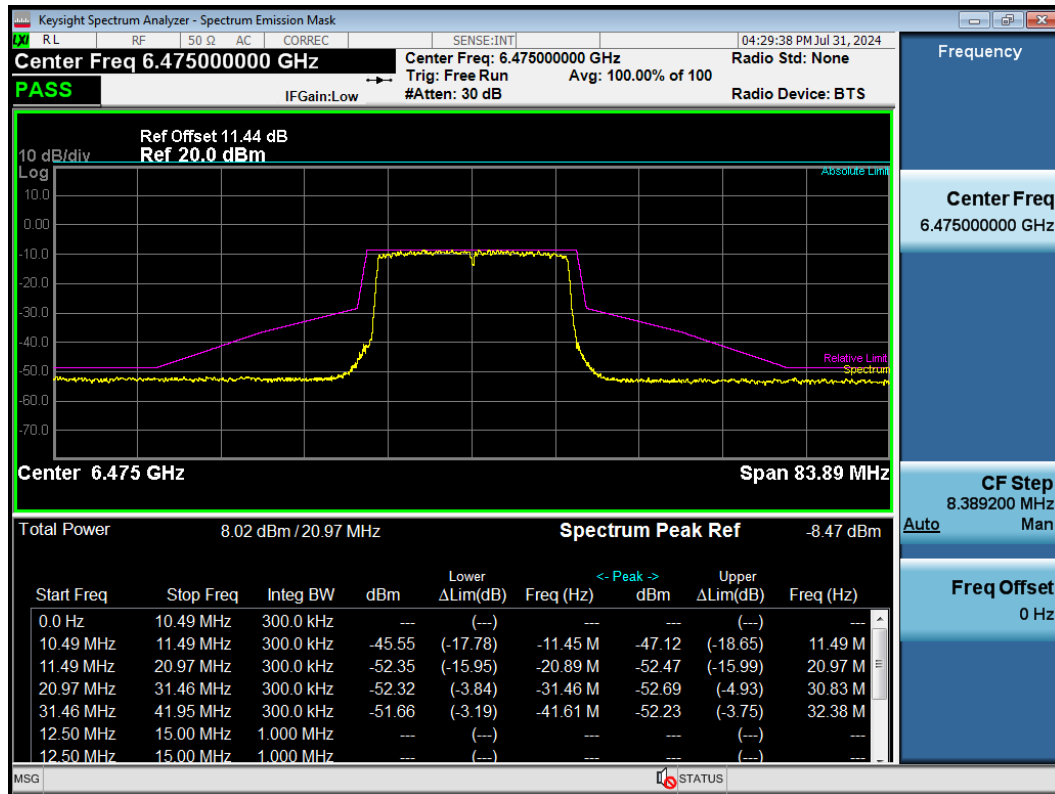 Keysight Spectrum Analyzer - Spectrum Emission Mask
LXI RL RF 50 Ω AC CORREC SENSE:INT 04:29:38 PM Jul 31, 2024
Center Freq 6.475000000 GHz
PASS
IFGain:Low
Center Freq: 6.475000000 GHz
Trig: Free Run Avg: 100.00% of 100
#Atten: 30 dB
Radio Std: None
Radio Device: BTS
Ref Offset 11.44 dB
10 dB/div Ref 20.0 dBm
Log
Absolute Limit
10.0
0.00
-10.0
-20.0
-30.0
-40.0
Relative Limit
Spectrum
-50.0
-60.0
-70.0
Center 6.475 GHz Span 83.89 MHz
Total Power 8.02 dBm / 20.97 MHz Spectrum Peak Ref -8.47 dBm
Lower <- Peak -> Upper
Start Freq Stop Freq Integ BW dBm ΔLim(dB) Freq (Hz) dBm ΔLim(dB) Freq (Hz)
0.0 Hz 10.49 MHz 300.0 kHz --- (---) --- --- (---) ---
10.49 MHz 11.49 MHz 300.0 kHz -45.55 (-17.78) -11.45 M -47.12 (-18.65) 11.49 M
11.49 MHz 20.97 MHz 300.0 kHz -52.35 (-15.95) -20.89 M -52.47 (-15.99) 20.97 M
20.97 MHz 31.46 MHz 300.0 kHz -52.32 (-3.84) -31.46 M -52.69 (-4.93) 30.83 M
31.46 MHz 41.95 MHz 300.0 kHz -51.66 (-3.19) -41.61 M -52.23 (-3.75) 32.38 M
12.50 MHz 15.00 MHz 1.000 MHz --- (---) --- --- (---) ---
12.50 MHz 15.00 MHz 1.000 MHz --- (---) --- --- (---) ---
MSG STATUS
Frequency
Center Freq
6.475000000 GHz
CF Step
8.389200 MHz
Auto Man
Freq Offset
0 Hz